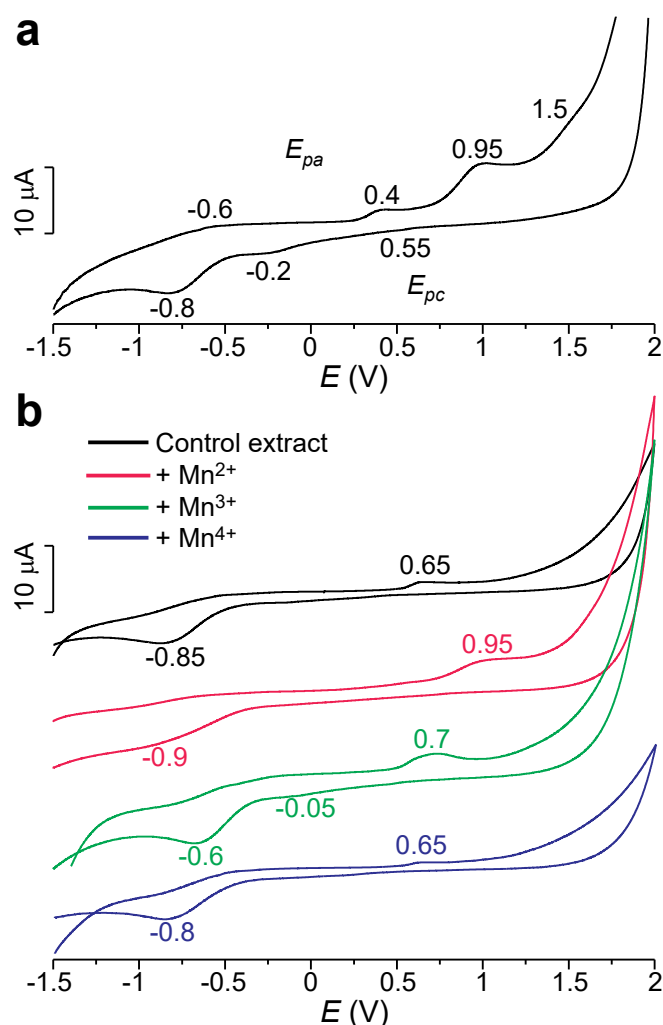 a
1.5
E_pa
0.95
10 µA
-0.6
0.4
0.55
-0.2
-0.8
E_pc
-1.5 -1 -0.5 0 0.5 1 1.5 2
E (V)
b
Control extract
+ Mn²⁺
+ Mn³⁺
+ Mn⁴⁺
10 µA
0.65
-0.85
0.95
-0.9
0.7
-0.05
-0.6
0.65
-0.8
-1.5 -1 -0.5 0 0.5 1 1.5 2
E (V)